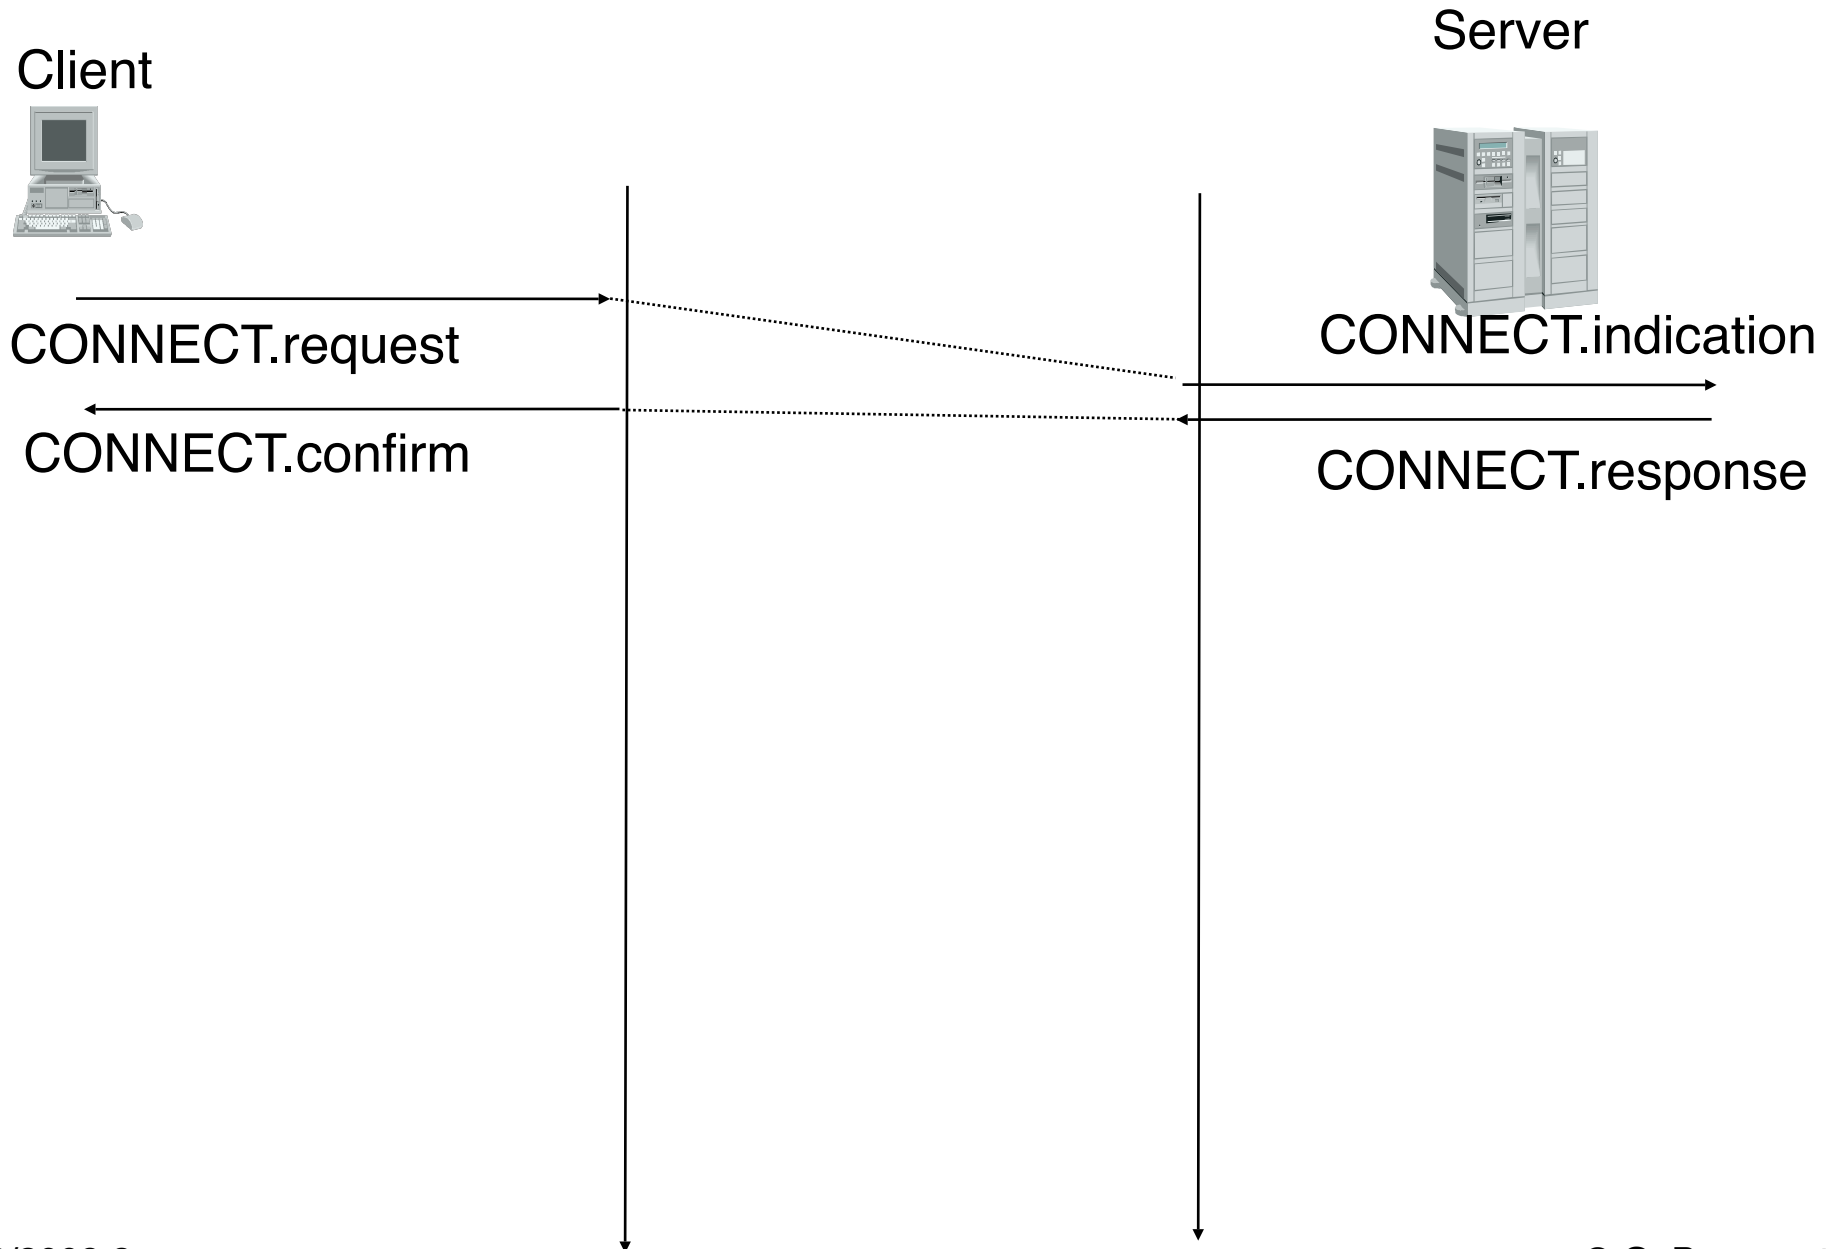 Server
Client
CONNECT.request
CONNECT.indication
CONNECT.confirm
CONNECT.response